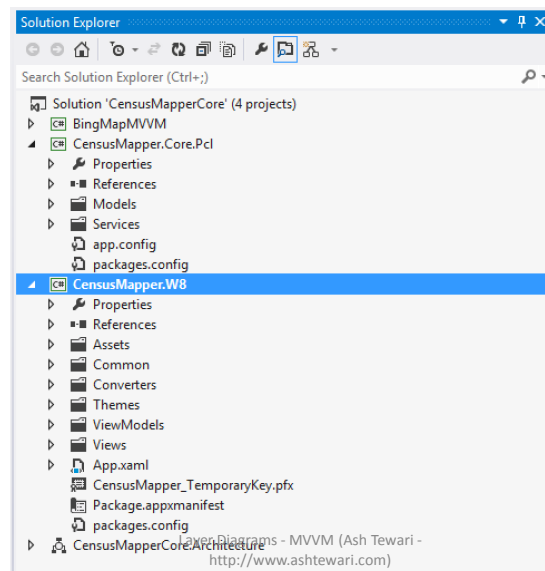 Solution Explorer
Search Solution Explorer (Ctrl+;)
Solution 'CensusMapperCore' (4 projects)
C# BingMapMVVM
C# CensusMapper.Core.Pcl
Properties
References
Models
Services
app.config
packages.config
C# CensusMapper.W8
Properties
References
Assets
Common
Converters
Themes
ViewModels
Views
App.xaml
CensusMapper_TemporaryKey.pfx
Package.appxmanifest
packages.config
CensusMapperCore.Architecture
Layer Diagrams - MVVM (Ash Tewari -
http://www.ashtewari.com)